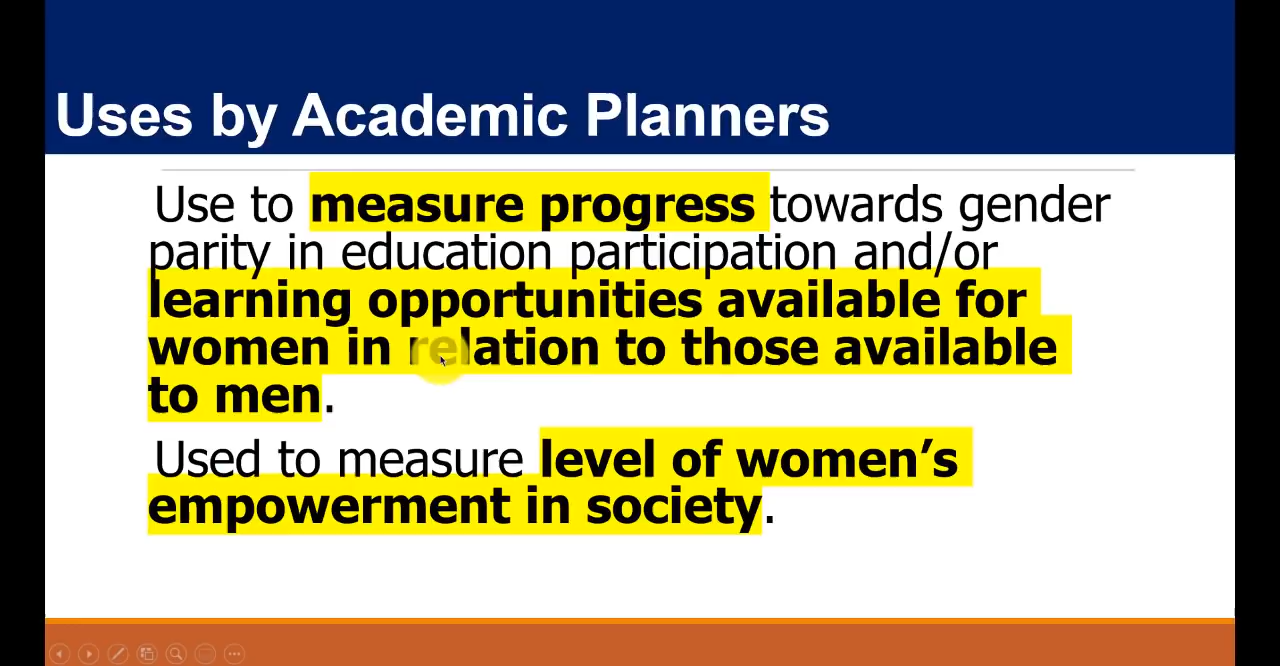 Uses by Academic Planners
Use to measure progress towards gender
parity in education participation and/or
learning opportunities available for
women in relation to those available
to men.
Used to measure level of women’s
empowerment in society.